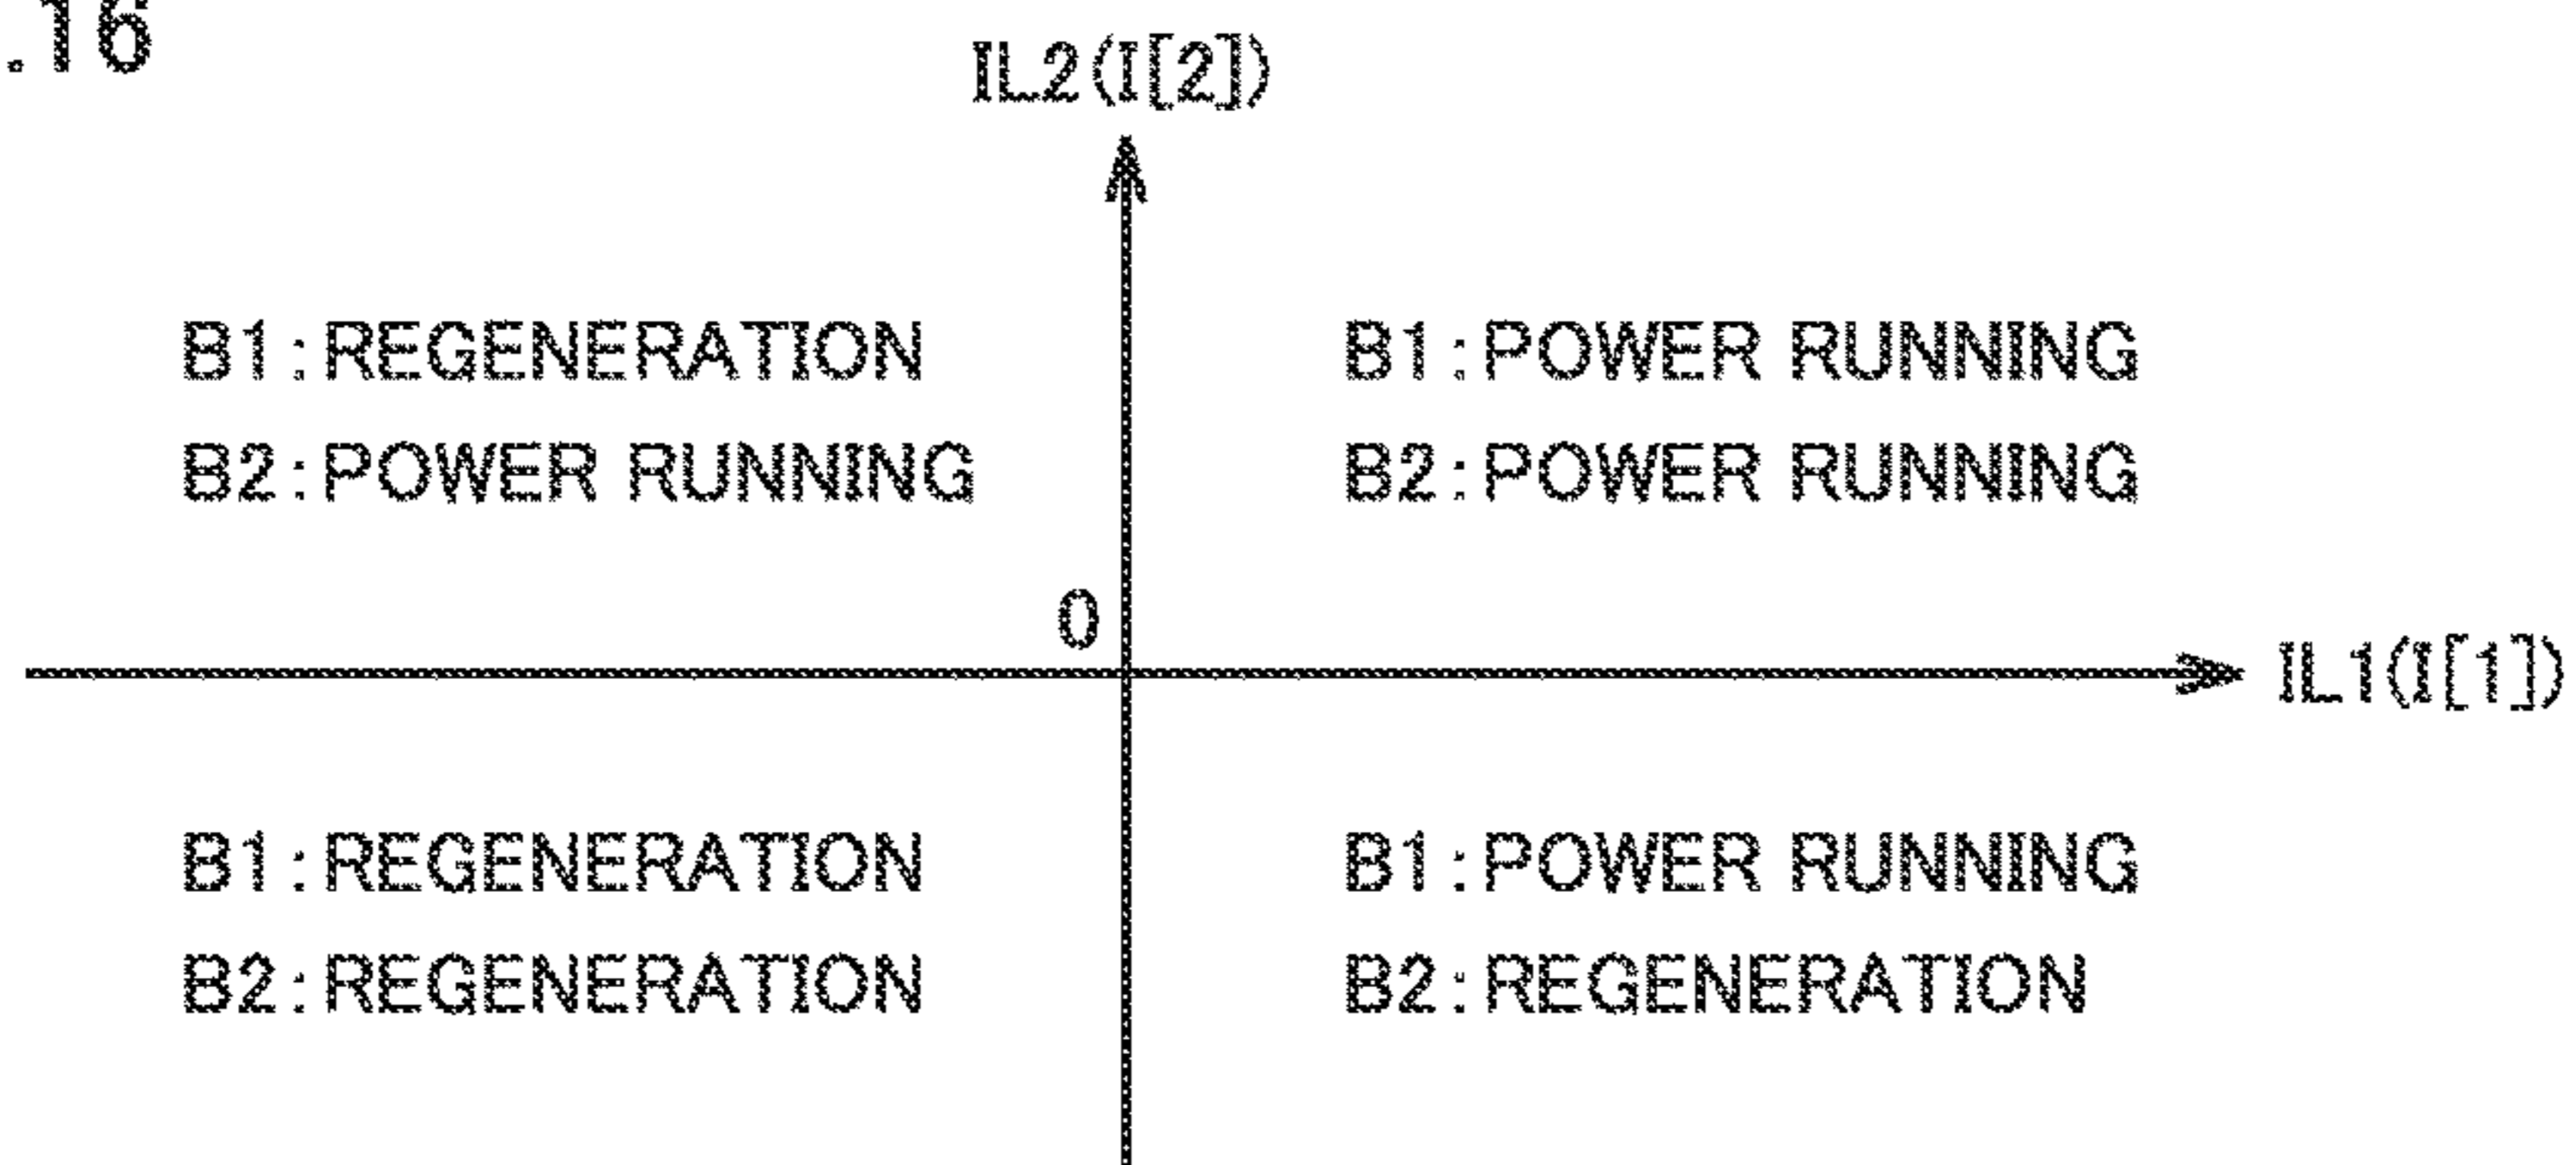 .16
IL2(I[2])
B1:REGENERATION
B2:POWER RUNNING
B1:POWER RUNNING
B2:POWER RUNNING
0
IL1(I[1])
B1:REGENERATION
B2:REGENERATION
B1:POWER RUNNING
B2:REGENERATION